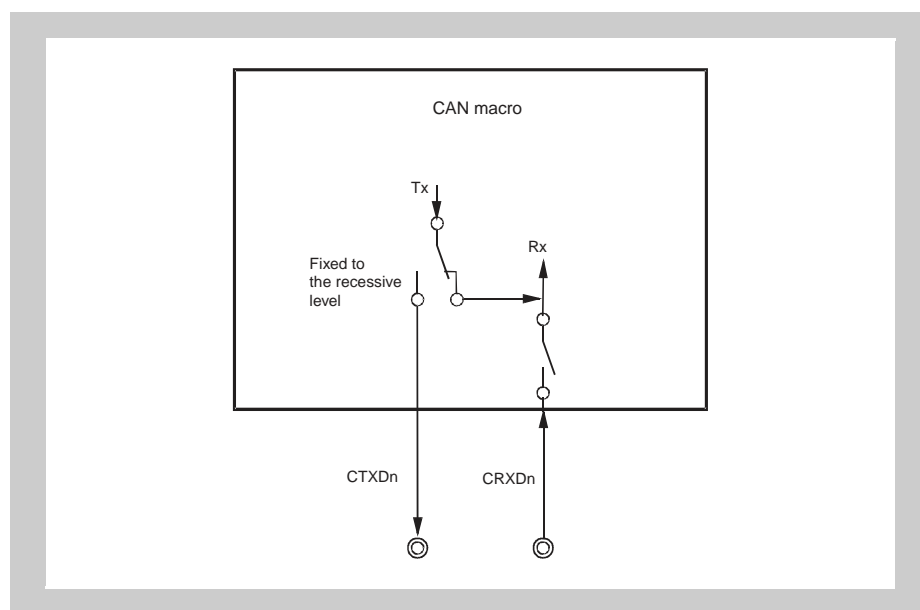 CAN macro
Tx
Rx
Fixed to
the recessive
level
CTXDn
CRXDn